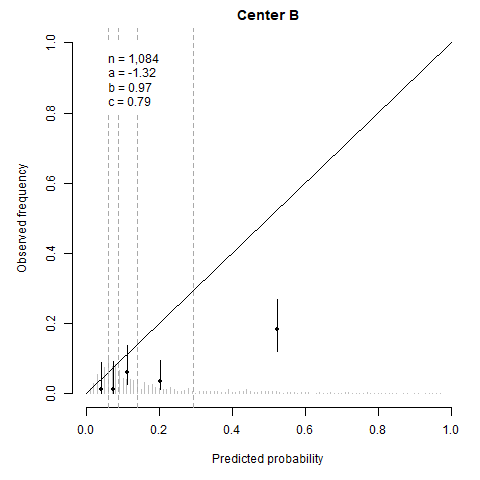 Center B
n = 1,084
a = -1.32
b = 0.97
c = 0.79
Observed frequency
1.0
0.8
0.6
0.4
0.2
0.0
0.0 0.2 0.4 0.6 0.8 1.0
Predicted probability